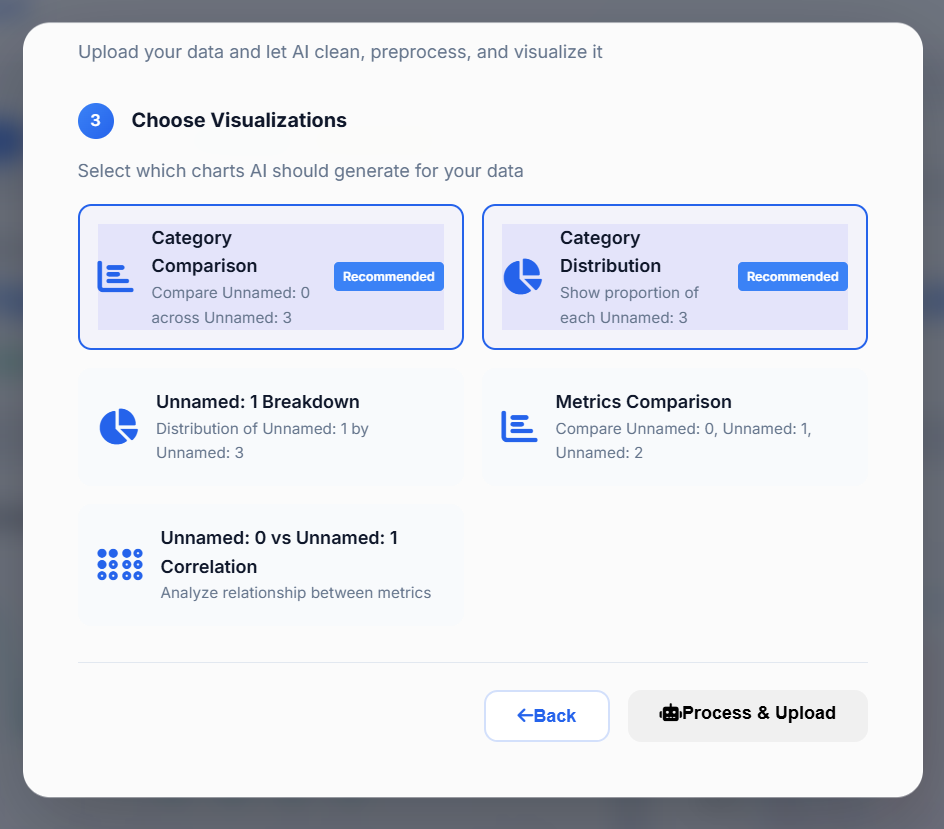 Upload your data and let AI clean, preprocess, and visualize it
3
Choose Visualizations
Select which charts AI should generate for your data
Category
Comparison
Compare Unnamed: 0
across Unnamed: 3
Recommended
Category
Distribution
Show proportion of
each Unnamed: 3
Recommended
Unnamed: 1 Breakdown
Distribution of Unnamed: 1 by
Unnamed: 3
Metrics Comparison
Compare Unnamed: 0, Unnamed: 1,
Unnamed: 2
Unnamed: 0 vs Unnamed: 1
Correlation
Analyze relationship between metrics
Back
Process & Upload